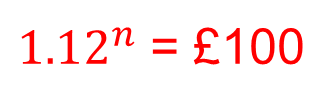 1.12ⁿ = £100